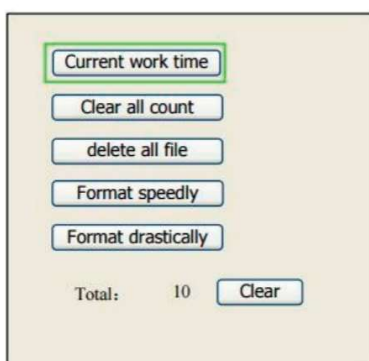 Current work time
Clear all count
delete all file
Format speedly
Format drastically
Total： 10 Clear